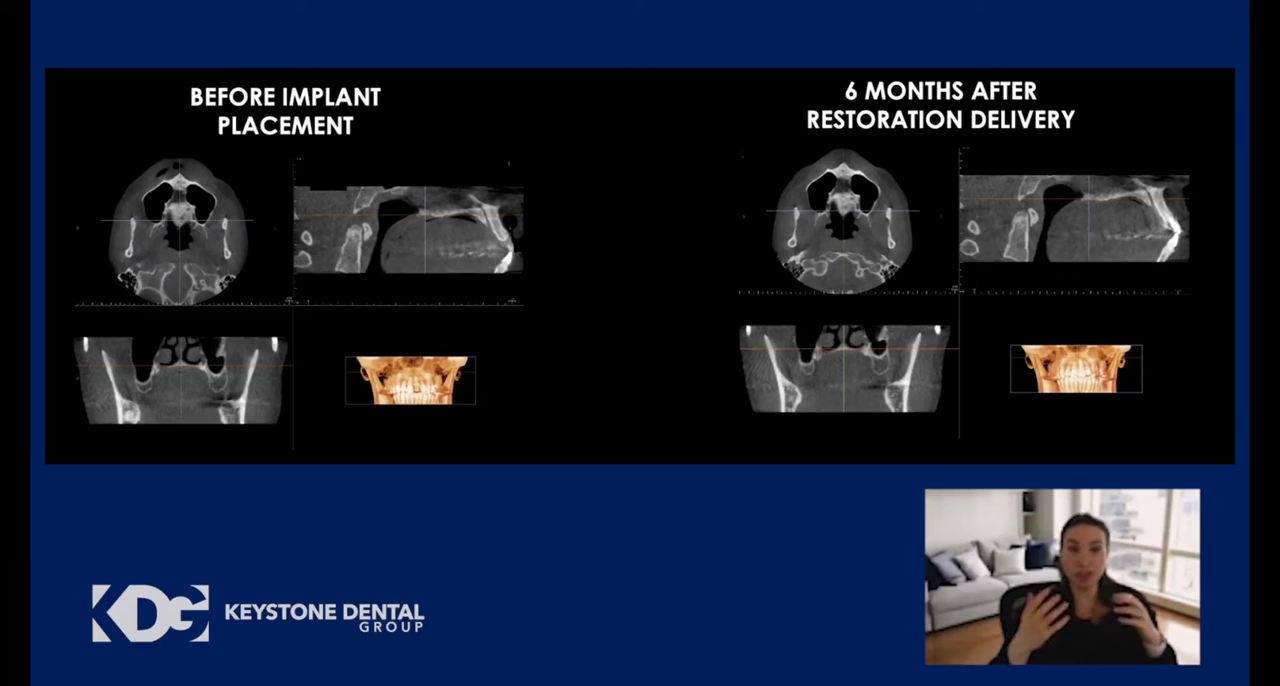 BEFORE IMPLANT
PLACEMENT
6 MONTHS AFTER
RESTORATION DELIVERY
KDG
KEYSTONE DENTAL
GROUP